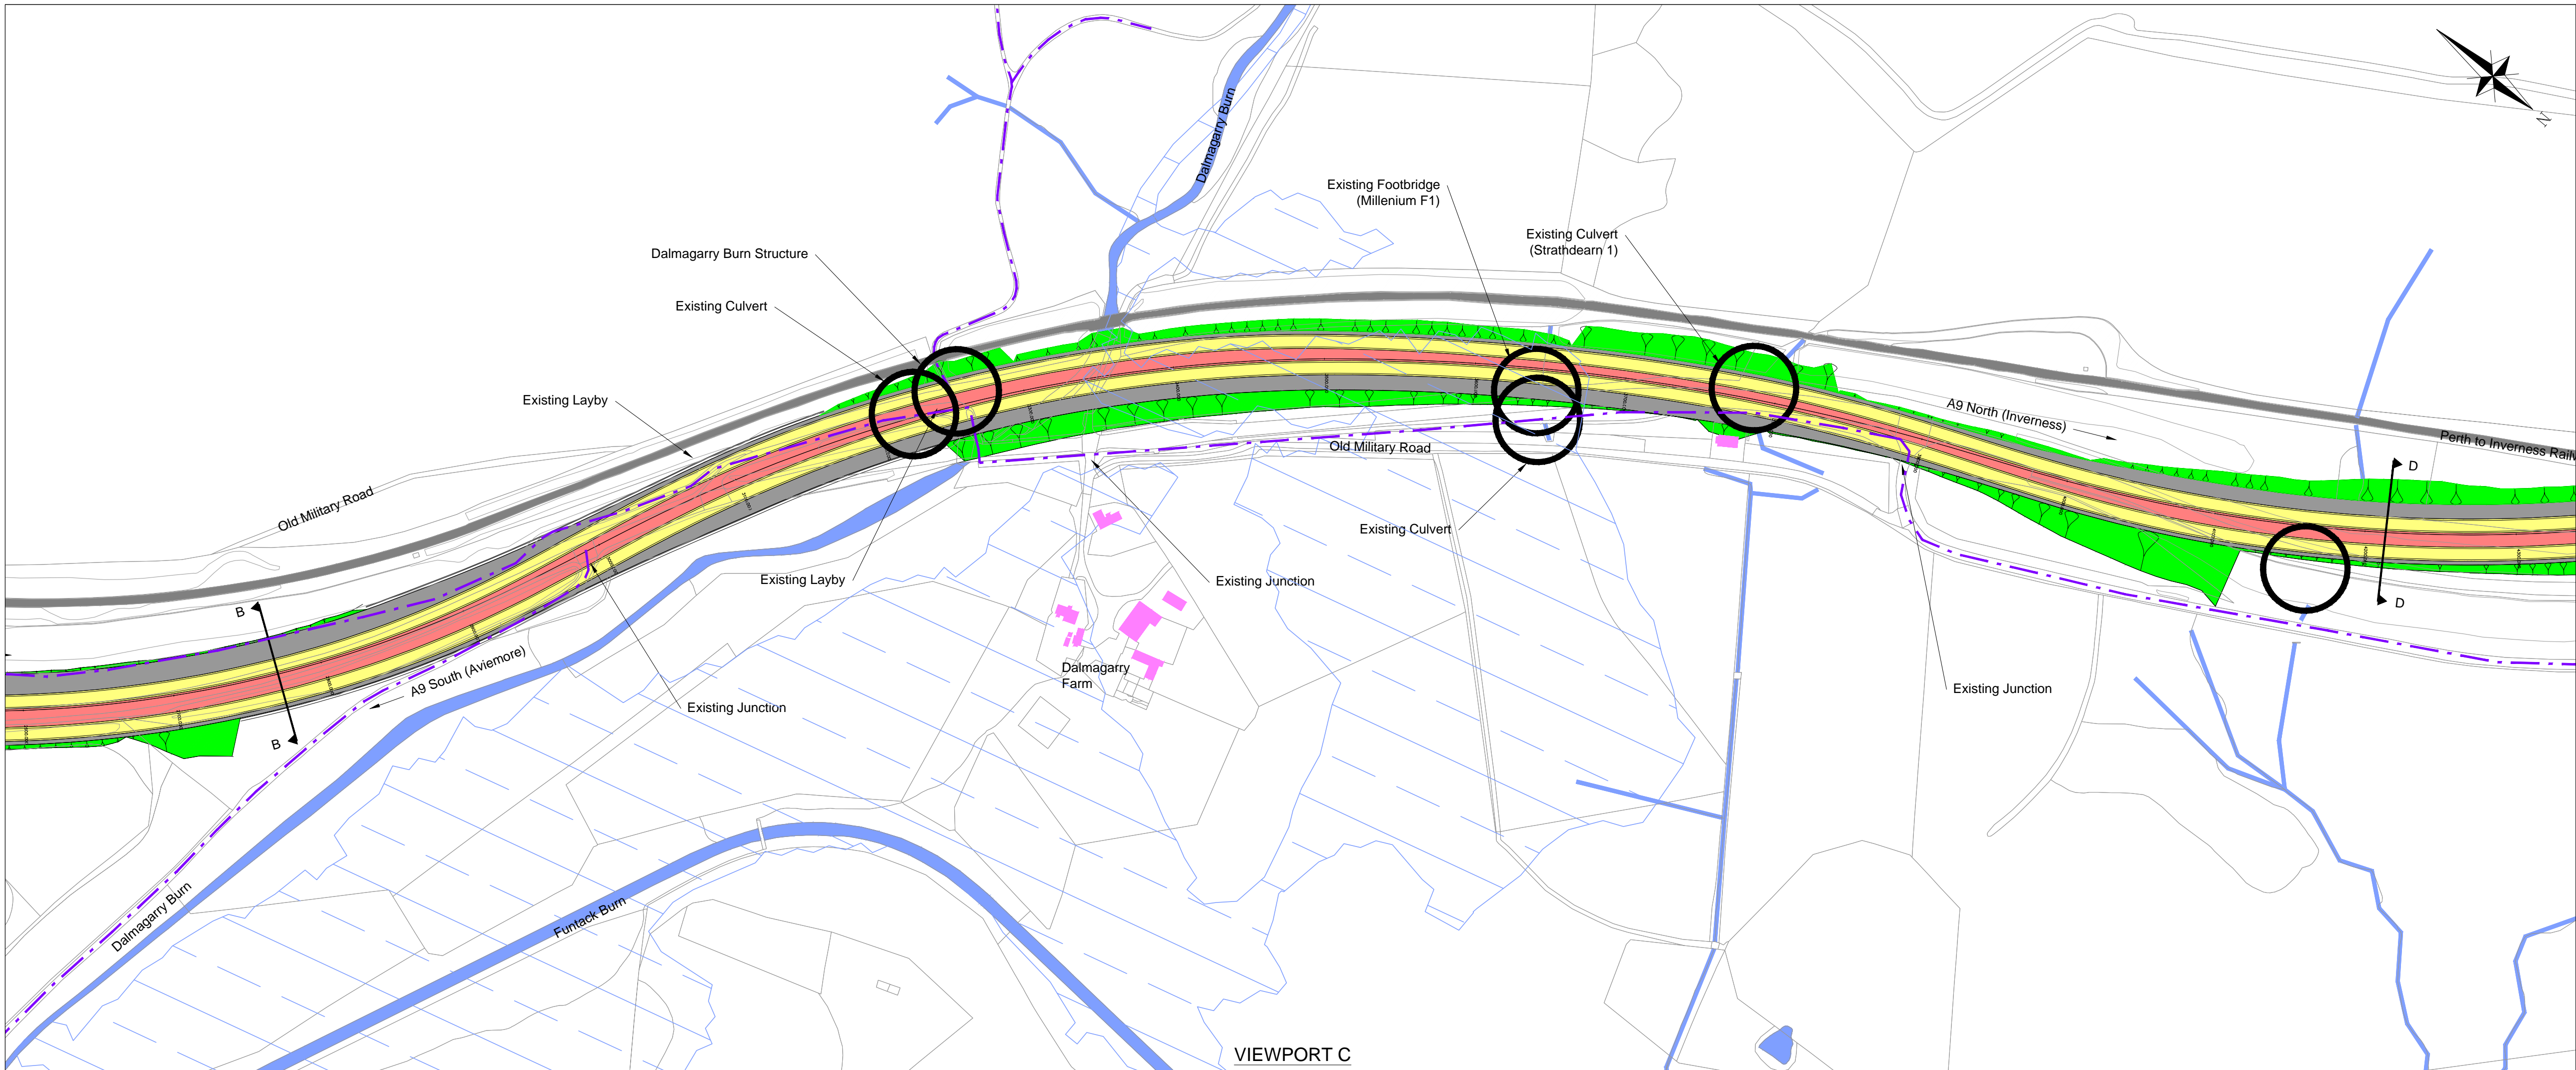 N
Dalmagarry Burn
Existing Footbridge
(Millenium F1)
Existing Culvert
(Strathdearn 1)
Dalmagarry Burn Structure
Existing Culvert
Existing Layby
A9 North (Inverness)
Old Military Road
Perth to Inverness
D
Old Military Road
Existing Culvert
Existing Layby
Existing Junction
D
B
Dalmagarry
Farm
A9 South (Aviemore)
Existing Junction
Existing Junction
B
Dalmagarry Burn
Funtack Burn
VIEWPORT C